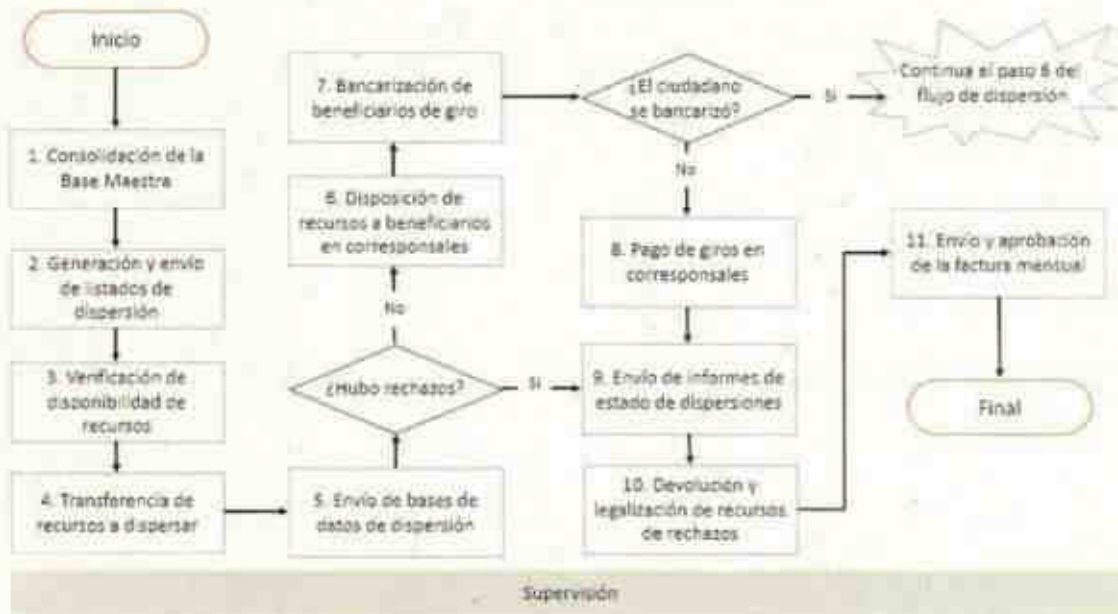 Inicio
1. Consolidación de la
Base Maestra
2. Generación y envío
de listados de
dispersión
3. Verificación de
disponibilidad de
recursos
4. Transferencia de
recursos a dispersar
5. Envío de bases de
datos de dispersión
¿Hubo rechazos?
No
Si
6. Disposición de
recursos a beneficiarios
en corresponsales
7. Bancarización de
beneficiarios de giro
¿El ciudadano
se bancarizó?
Si
Continua el paso 6 del
flujo de dispersión
No
8. Pago de giros en
corresponsales
9. Envío de informes de
estado de dispersiones
10. Devolución y
legalización de recursos
de rechazos
11. Envío y aprobación
de la factura mensual
Final
Supervisión